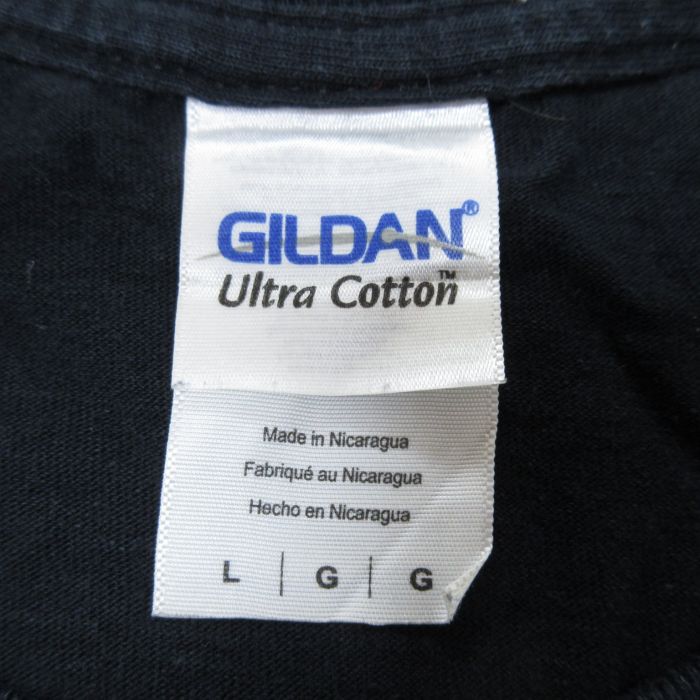 GILDAN®
Ultra Cotton™
Made in Nicaragua
Fabriqué au Nicaragua
Hecho en Nicaragua
L | G | G